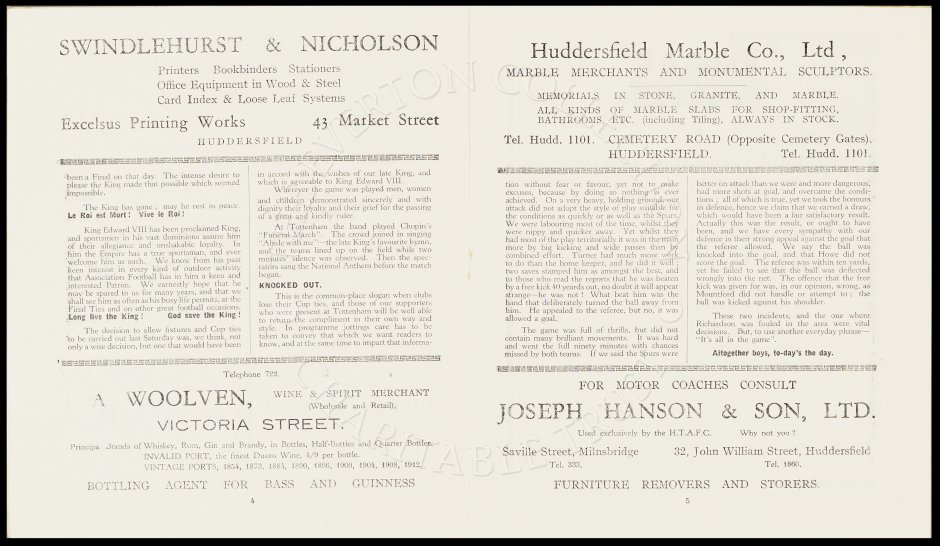 SWINDLEHURST & NICHOLSON
Printers Bookbinders Stationers
Office Equipment in Wood & Steel
Card Index & Loose Leaf Systems
Excelsus Printing Works 43 Market Street
HUDDERSFIELD
been a Final on that day. The intense desire to
please the King made that possible which seemed
impossible.
The King has gone; may he rest in peace.
Le Roi est Mort! Vive le Roi!
King Edward VIII has been proclaimed King,
and sportsmen in his vast dominions assure him
of their allegiance and unshakable loyalty. In
him the Empire has a true sportsman, and ever
welcome him as such. We know from his past
keen interest in every kind of outdoor activity
that Association Football has in him a keen and
interested Patron. We earnestly hope that he
may be spared to us for many years, and that we
shall see him as often as his busy life permits, at the
Final Ties and on other great football occasions.
Long live the King! God save the King!
The decision to allow fixtures and Cup ties
to be carried out last Saturday was, we think, not
only a wise decision, but one that would have been
in accord with the wishes of our late King, and
which is agreeable to King Edward VIII.
Wherever the game was played men, women
and children demonstrated sincerely and with
dignity their loyalty and their grief for the passing
of a great and kindly ruler.
At Tottenham the band played Chopin's
"Funeral March". The crowd joined in singing
"Abide with me"—the late King's favourite hymn,
and the teams lined up on the field while two
minutes' silence was observed. Then the spec-
tators sang the National Anthem before the match
began.
KNOCKED OUT.
This is the common-place slogan when clubs
lose their Cup ties, and those of our supporters
who were present at Tottenham will be well able
to return the compliment in their own way and
style. In programme jottings care has to be
taken to convey that which we want readers to
know, and at the same time to impart that informa-
Telephone 722.
A WOOLVEN, WINE & SPIRIT MERCHANT
(Wholesale and Retail),
VICTORIA STREET.
Principa Brands of Whiskey, Rum, Gin and Brandy, in Bottles, Half-Bottles and Quarter Bottles.
INVALID PORT, the finest Duoro Wine, 4/9 per bottle.
VINTAGE PORTS, 1854, 1873, 1884, 1890, 1896, 1900, 1904, 1908, 1912.
BOTTLING AGENT FOR BASS AND GUINNESS
4
Huddersfield Marble Co., Ltd,
MARBLE MERCHANTS AND MONUMENTAL SCULPTORS.
MEMORIALS IN STONE, GRANITE, AND MARBLE.
ALL KINDS OF MARBLE SLABS FOR SHOP-FITTING,
BATHROOMS, ETC. (including Tiling), ALWAYS IN STOCK.
Tel. Hudd. 1101. CEMETERY ROAD (Opposite Cemetery Gates).
HUDDERSFIELD. Tel. Hudd. 1101.
tion without fear or favour, yet not to make
excuses, because by doing so nothing is ever
achieved. On a very heavy, holding ground, our
attack did not adopt the style of play suitable for
the conditions as quickly or as well as the Spurs.
We were labouring most of the time, whilst they
were nippy and quicker away. Yet whilst they
had most of the play territorially it was in the main
more by big kicking and wide passes than by
combined effort. Turner had much more work
to do than the home keeper, and he did it well;
two saves stamped him as amongst the best, and
to those who read the reports that he was beaten
by a free kick 40 yards out, no doubt it will appear
strange—he was not! What beat him was the
hand that deliberately turned the ball away from
him. He appealed to the referee, but no, it was
allowed a goal.
The game was full of thrills, but did not
contain many brilliant movements. It was hard
and went the full ninety minutes with chances
missed by both teams. If we said the Spurs were
better on attack than we were and more dangerous;
had more shots at goal, and overcame the condi-
tions; all of which is true, yet we took the honours
in defence, hence we claim that we earned a draw,
which would have been a fair satisfactory result.
Actually this was the result, or ought to have
been, and we have every sympathy with our
defence in their strong appeal against the goal that
the referee allowed. We say the ball was
knocked into the goal, and that Howe did not
score the goal. The referee was within ten yards,
yet he failed to see that the ball was deflected
wrongly into the net. The offence that the free
kick was given for was, in our opinion, wrong, as
Mountford did not handle or attempt to; the
ball was kicked against his shoulder.
These two incidents, and the one where
Richardson was fouled in the area were vital
decisions. But, to use another everyday phrase—
"It's all in the game".
Altogether boys, to-day's the day.
FOR MOTOR COACHES CONSULT
JOSEPH HANSON & SON, LTD.
Used exclusively by the H.T.A.F.C. Why not you?
Saville Street, Milnsbridge 32, John William Street, Huddersfield
Tel. 333. Tel. 1860.
FURNITURE REMOVERS AND STORERS.
5